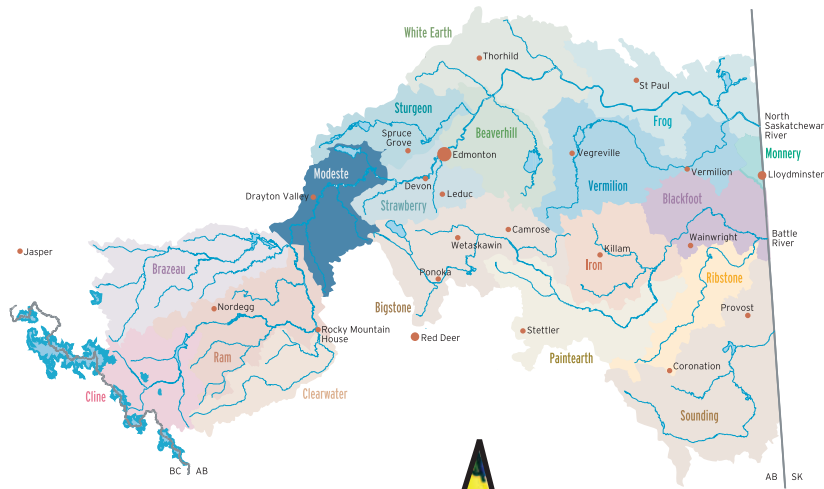 White Earth
Thorhild
St Paul
Sturgeon
Frog
North
Saskatchewan
River
Spruce
Grove
Beaverhill
Edmonton
Vegreville
Monnery
Modeste
Vermilion
Lloydminster
Devon
Vermilion
Drayton Valley
Leduc
Strawberry
Blackfoot
Camrose
Battle
River
Wetaskawin
Killam
Wainwright
Jasper
Brazeau
Iron
Ponoka
Ribstone
Nordegg
Bigstone
Provost
Rocky Mountain
House
Red Deer
Stettler
Ram
Paintearth
Coronation
Cline
Clearwater
Sounding
BC
AB
AB
SK